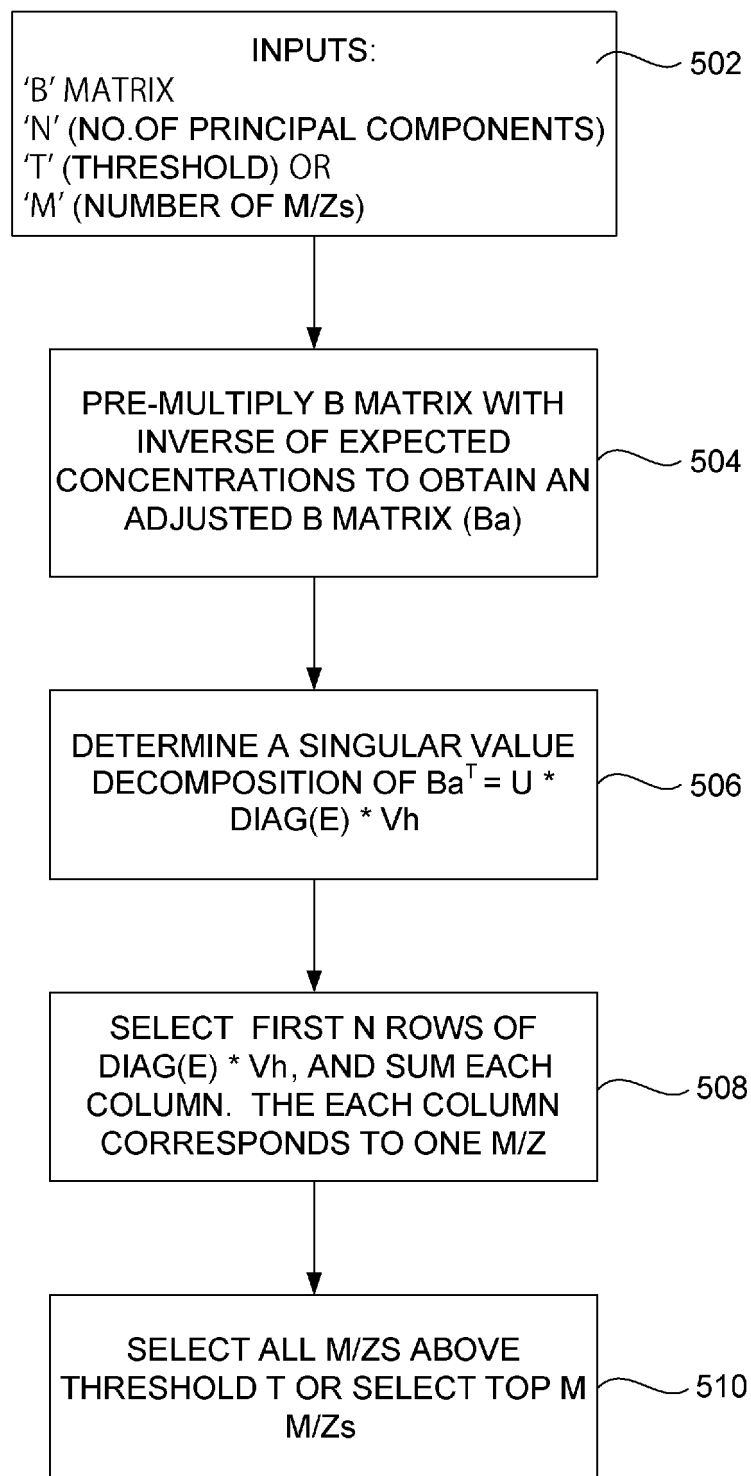 INPUTS:
'B' MATRIX
'N' (NO.OF PRINCIPAL COMPONENTS)
'T' (THRESHOLD) OR
'M' (NUMBER OF M/Zs)
502
PRE-MULTIPLY B MATRIX WITH
INVERSE OF EXPECTED
CONCENTRATIONS TO OBTAIN AN
ADJUSTED B MATRIX (Ba)
504
DETERMINE A SINGULAR VALUE
DECOMPOSITION OF Baᵀ = U *
DIAG(E) * Vh
506
SELECT FIRST N ROWS OF
DIAG(E) * Vh, AND SUM EACH
COLUMN. THE EACH COLUMN
CORRESPONDS TO ONE M/Z
508
SELECT ALL M/ZS ABOVE
THRESHOLD T OR SELECT TOP M
M/Zs
510